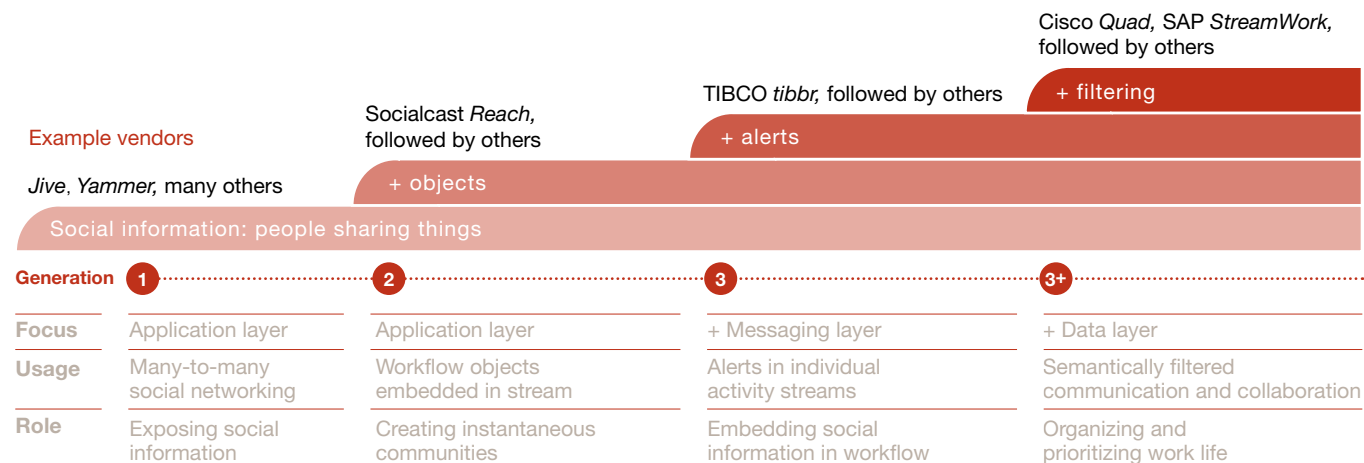 Cisco Quad, SAP StreamWork,
followed by others
+ filtering
TIBCO tibbr, followed by others
+ alerts
Socialcast Reach,
followed by others
+ objects
Example vendors
Jive, Yammer, many others
Social information: people sharing things
Generation 1 2 3 3+
Focus Application layer Application layer + Messaging layer + Data layer
Usage Many-to-many Workflow objects Alerts in individual Semantically filtered
social networking embedded in stream activity streams communication and collaboration
Role Exposing social Creating instantaneous Embedding social Organizing and
information communities information in workflow prioritizing work life